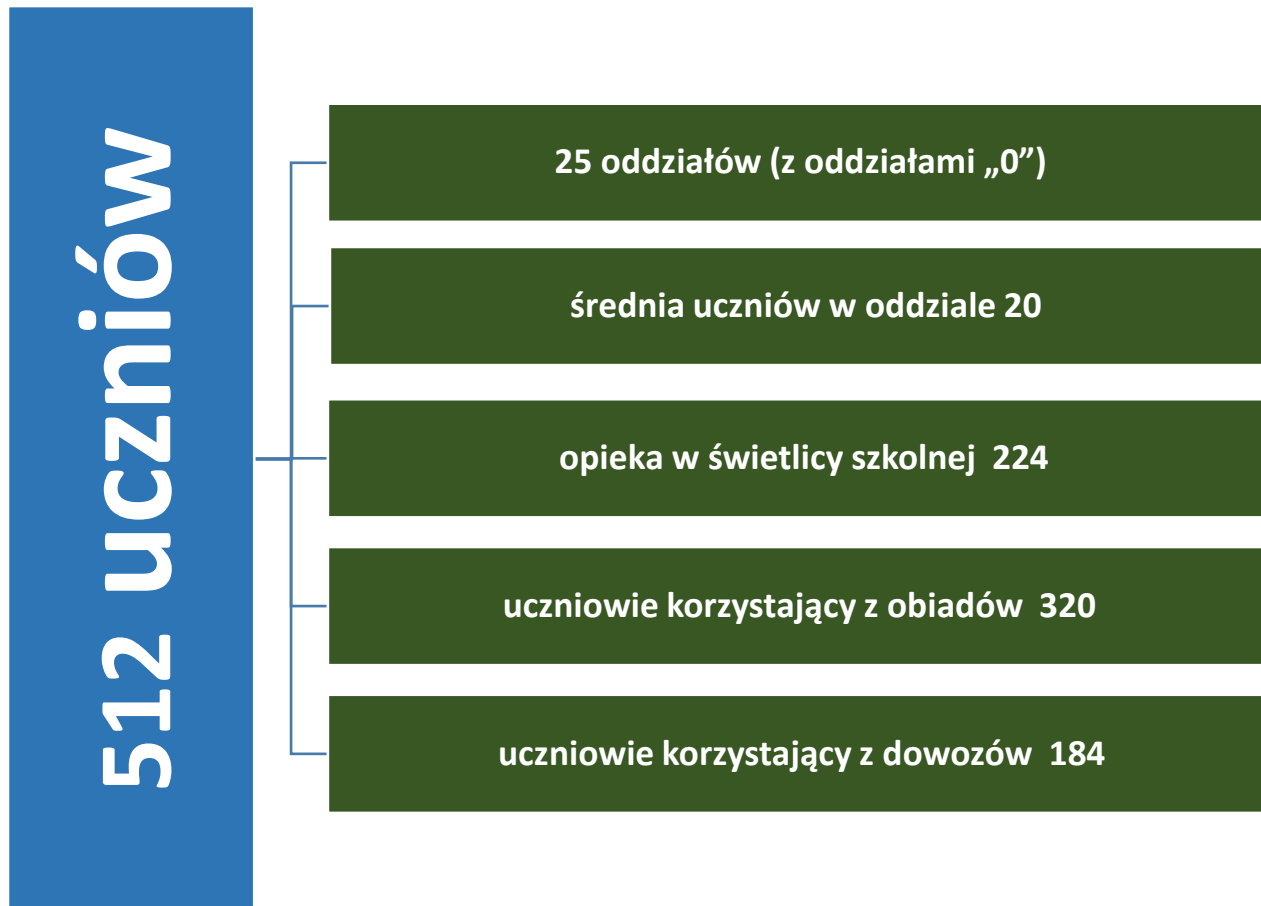 512 uczniów
25 oddziałów (z oddziałami „0”)
średnia uczniów w oddziale 20
opieka w świetlicy szkolnej  224
uczniowie korzystający z obiadów  320
uczniowie korzystający z dowozów  184